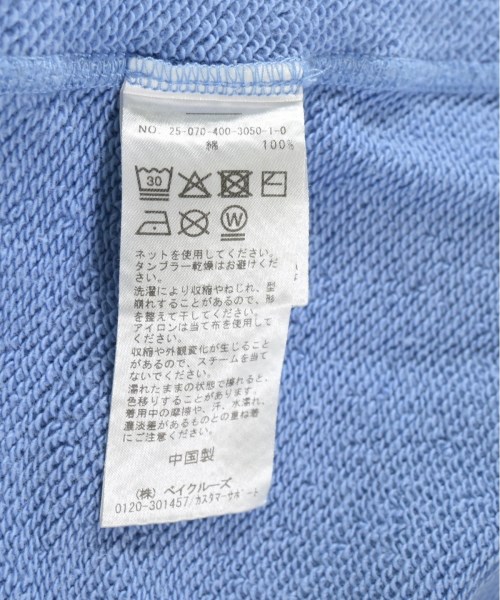 NO. 25-070-400-3050-1-0
綿 100%
30
W
ネットを使用してください。
タンブラー乾燥はお避けくださ
い。
洗濯により収縮やねじれ、型
崩れすることがあるので、形
を整えて干してください。
アイロンは当て布を使用して
ください。
収縮や外観変化が生じること
があるので、スチームを当て
ないでください。
濡れたままの状態で擦れると、
色移りすることがあります。
着用中の摩擦や、汗、水濡れ、
濃淡差があるものとの重ね着
にご注意ください。
中国製
(株) ベイクルーズ
0120-301457/カスタマーサポート